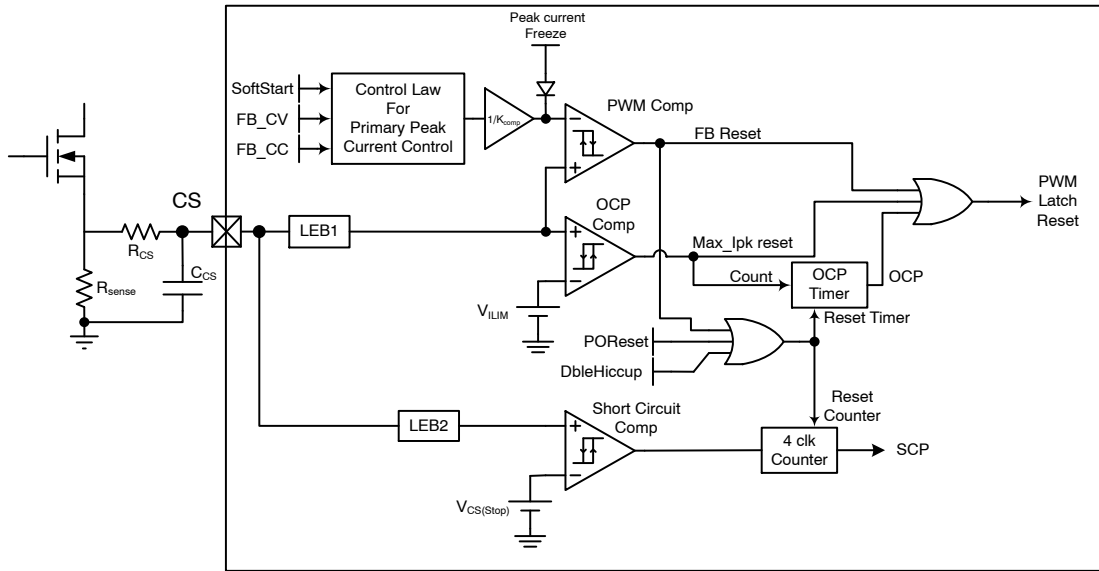 Peak current
Freeze
SoftStart
FB_CV
FB_CC
Control Law
For
Primary Peak
Current Control
1/Kcomp
PWM Comp
FB Reset
PWM
Latch
Reset
CS
LEB1
OCP
Comp
Max_Ipk reset
Count
OCP
Timer
OCP
Reset Timer
RCS
CCS
Rsense
VILIM
POReset
DbleHiccup
Reset
Counter
LEB2
Short Circuit
Comp
4 clk
Counter
SCP
VCS(Stop)